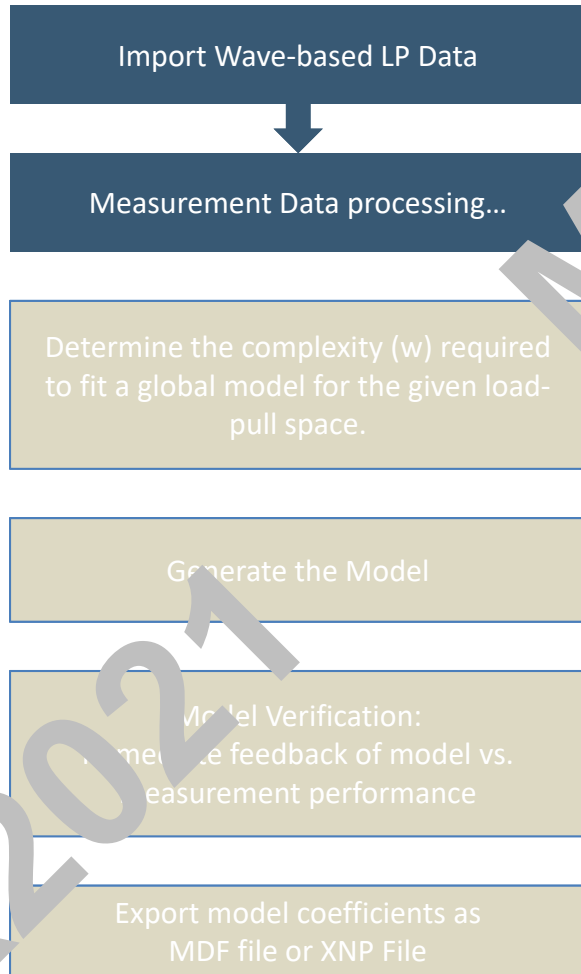 Import Wave-based LP Data
Measurement Data processing...
Determine the complexity (w) required
to fit a global model for the given load-
pull space.
Generate the Model
Model Verification:
Immediate feedback of model vs.
measurement performance
Export model coefficients as
MDF file or XNP File
2021